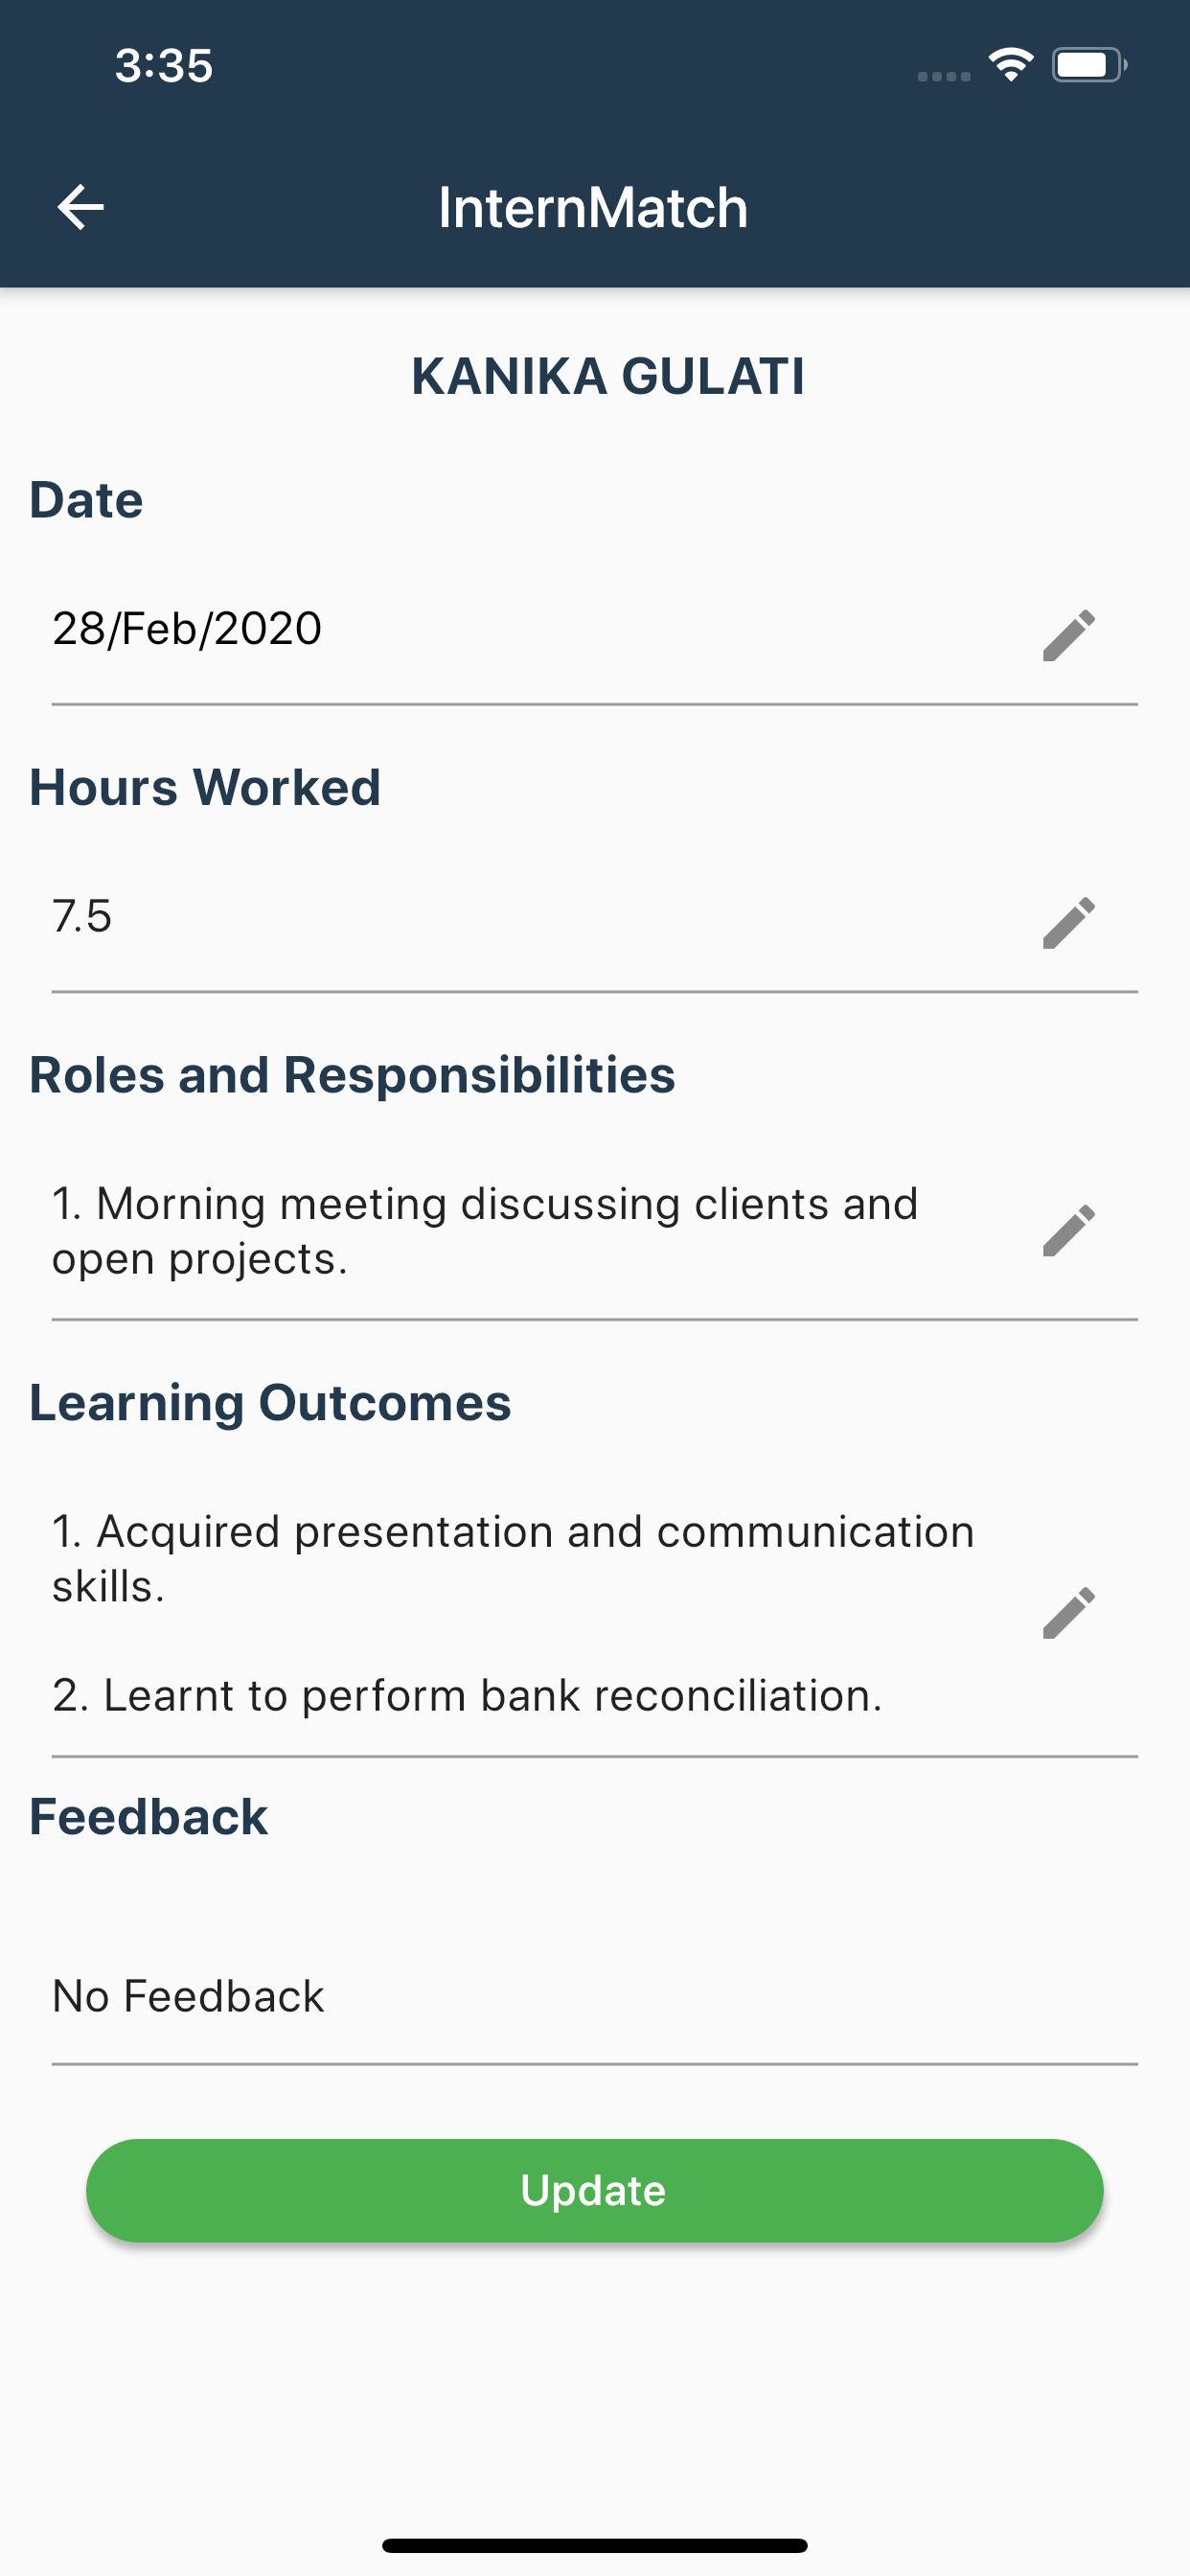 3:35
InternMatch
KANIKA GULATI
Date
28/Feb/2020
Hours Worked
7.5
Roles and Responsibilities
1. Morning meeting discussing clients and
open projects.
Learning Outcomes
1. Acquired presentation and communication
skills.
2. Learnt to perform bank reconciliation.
Feedback
No Feedback
Update